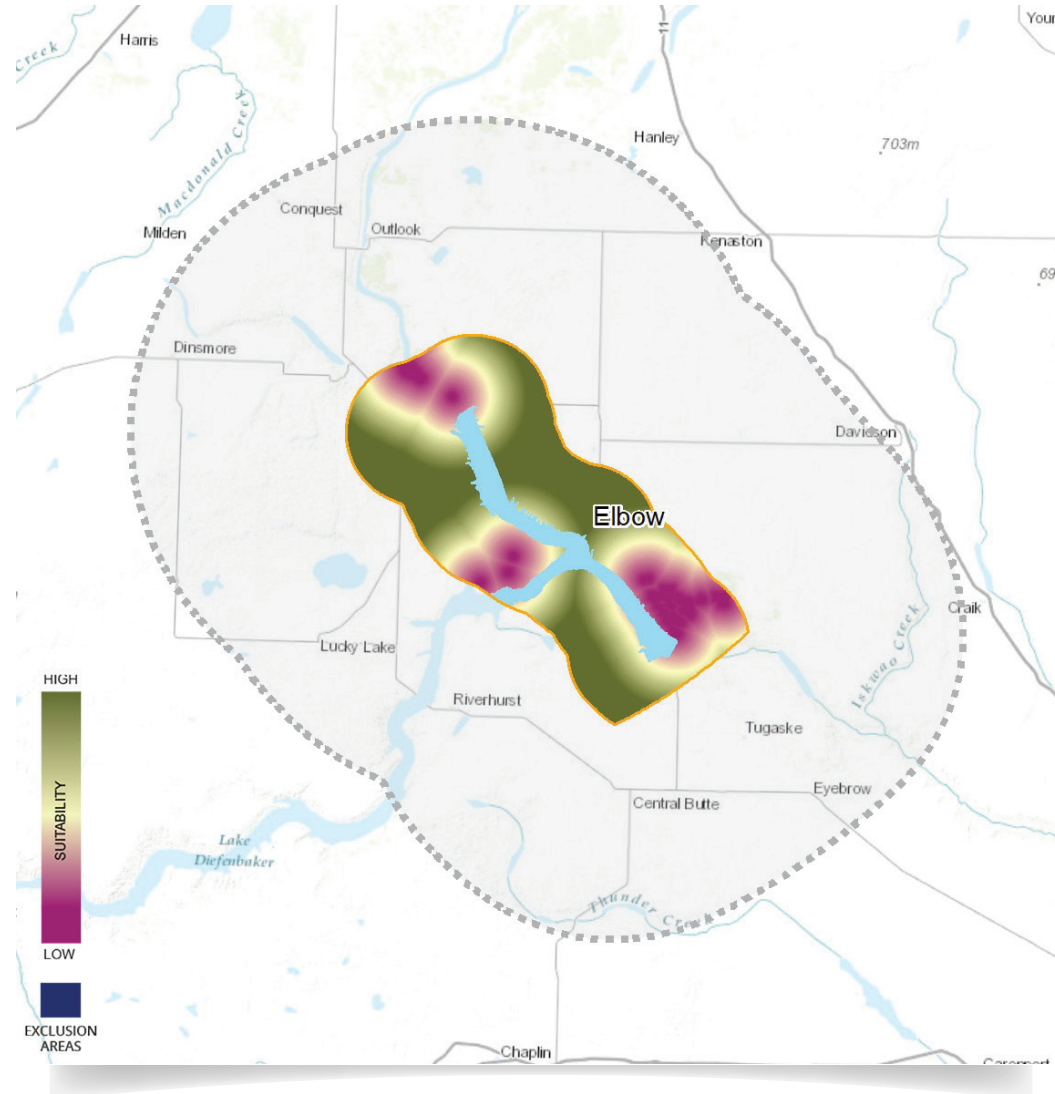 Your
Harris
11
Creek
Hanley
703m
Macdonald Creek
Conquest
Milden
Outlook
Kenaston
69
Dinsmore
Davidson
Elbow
Craik
Lucky Lake
Iskwao Creek
HIGH
Riverhurst
Tugaske
SUITABILITY
Eyebrow
Central Butte
Lake
Diefenbaker
Thunder Creek
LOW
EXCLUSION
AREAS
Chaplin